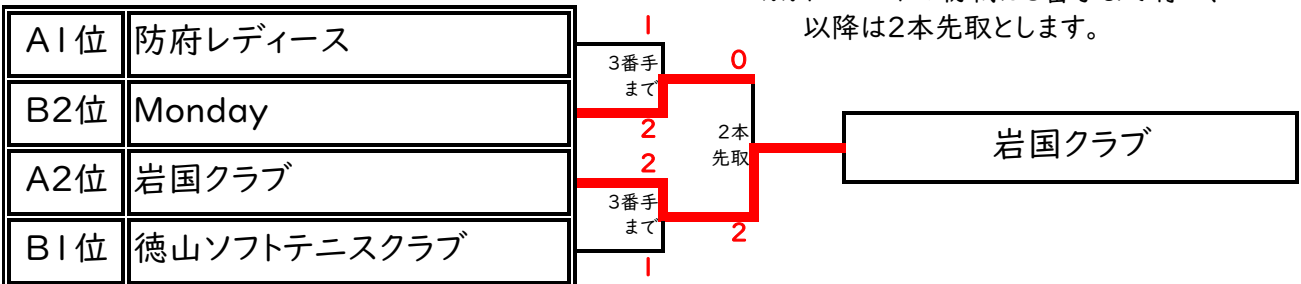 以降は2本先取とします。
A1位 防府レディース
B2位 Monday
A2位 岩国クラブ
B1位 徳山ソフトテニスクラブ
1
3番手
まで
2
2
3番手
まで
1
0
2本
先取
2
岩国クラブ